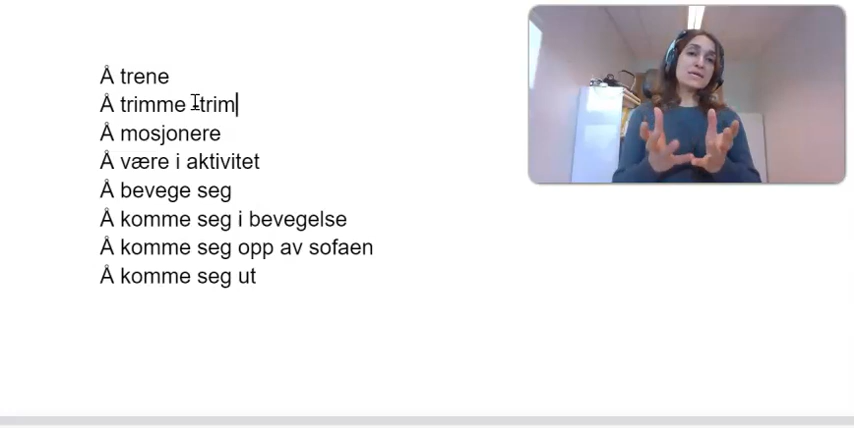 Å trene
Å trimme -trim
Å mosjonere
Å være i aktivitet
Å bevege seg
Å komme seg i bevegelse
Å komme seg opp av sofaen
Å komme seg ut